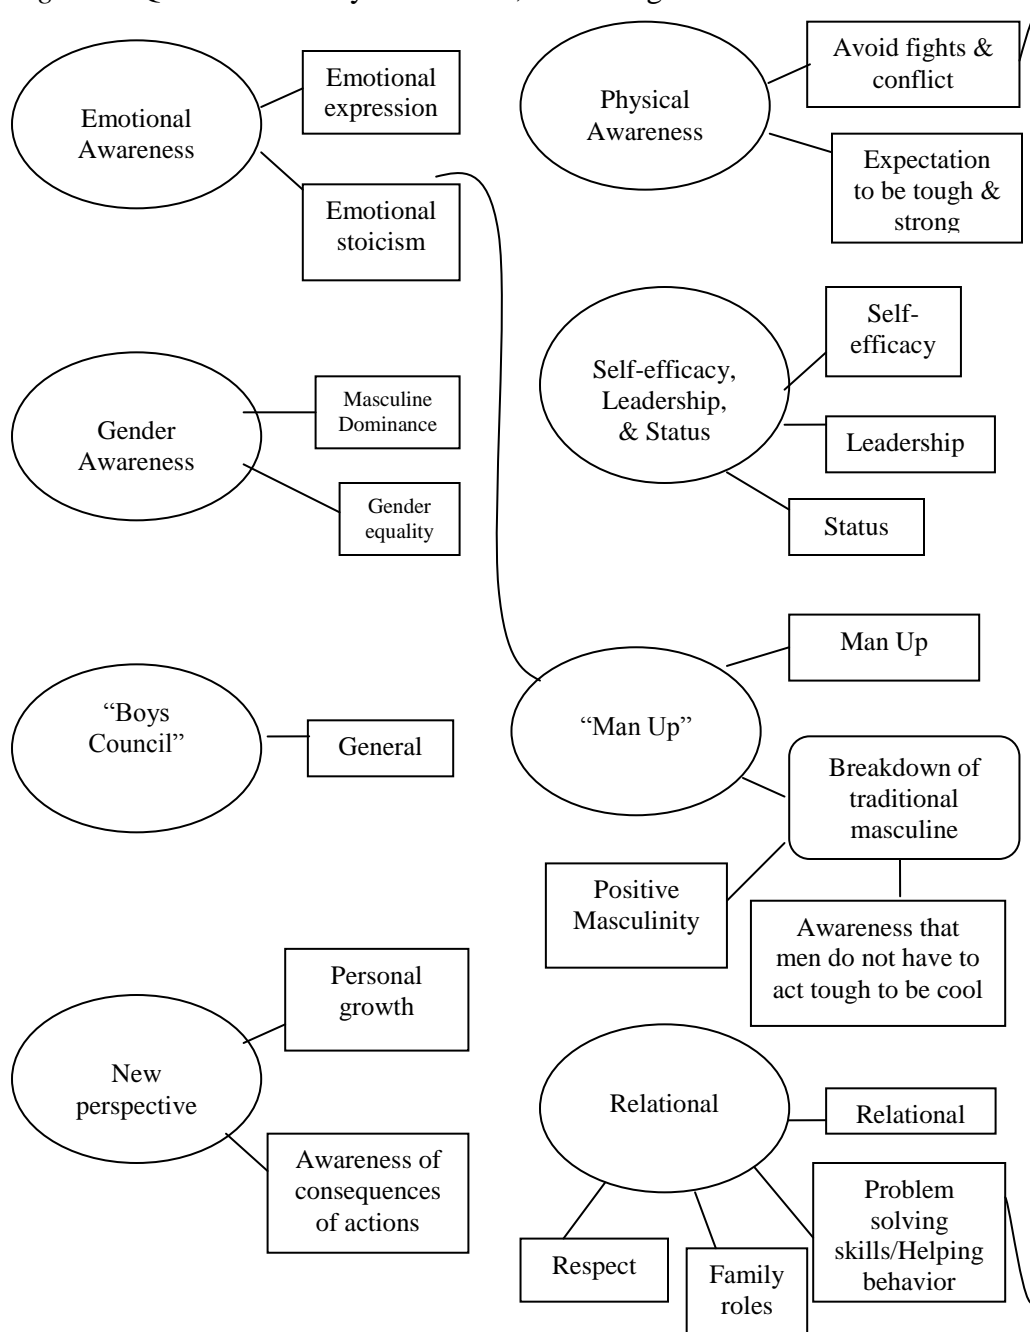 Emotional
Awareness
Emotional
expression
Emotional
stoicism
Physical
Awareness
Avoid fights &
conflict
Expectation
to be tough &
strong
Gender
Awareness
Masculine
Dominance
Gender
equality
Self-efficacy,
Leadership,
& Status
Self-
efficacy
Leadership
Status
“Boys
Council”
General
“Man Up”
Man Up
Breakdown of
traditional
masculine
Positive
Masculinity
Awareness that
men do not have to
act tough to be cool
New
perspective
Personal
growth
Awareness of
consequences
of actions
Relational
Relational
Problem
solving
skills/Helping
behavior
Respect
Family
roles